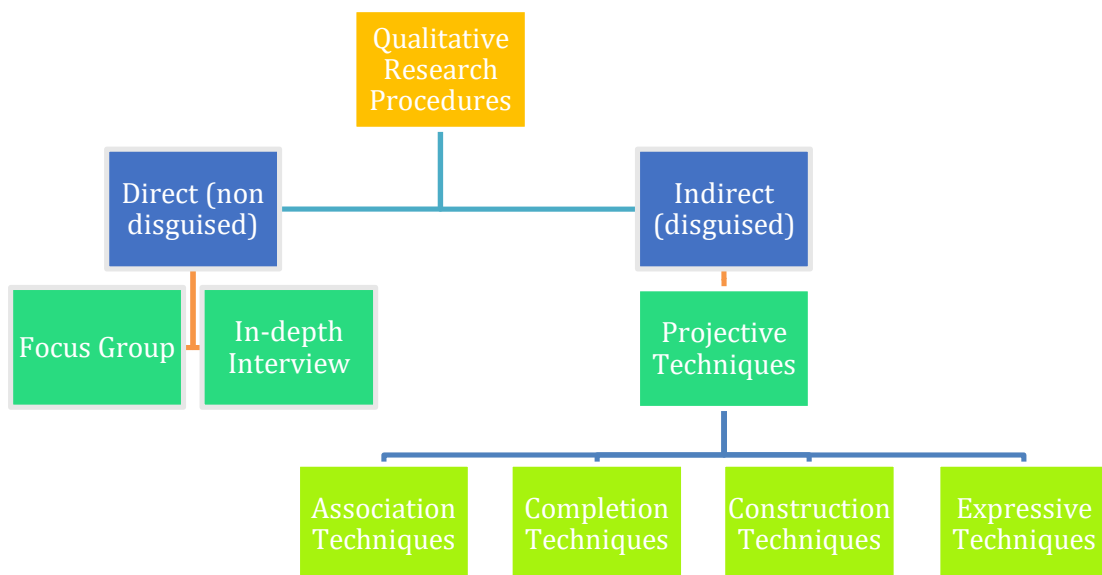 Qualitative
Research
Procedures
Direct (non
disguised)
Indirect
(disguised)
Focus Group
In-depth
Interview
Projective
Techniques
Association
Techniques
Completion
Techniques
Construction
Techniques
Expressive
Techniques